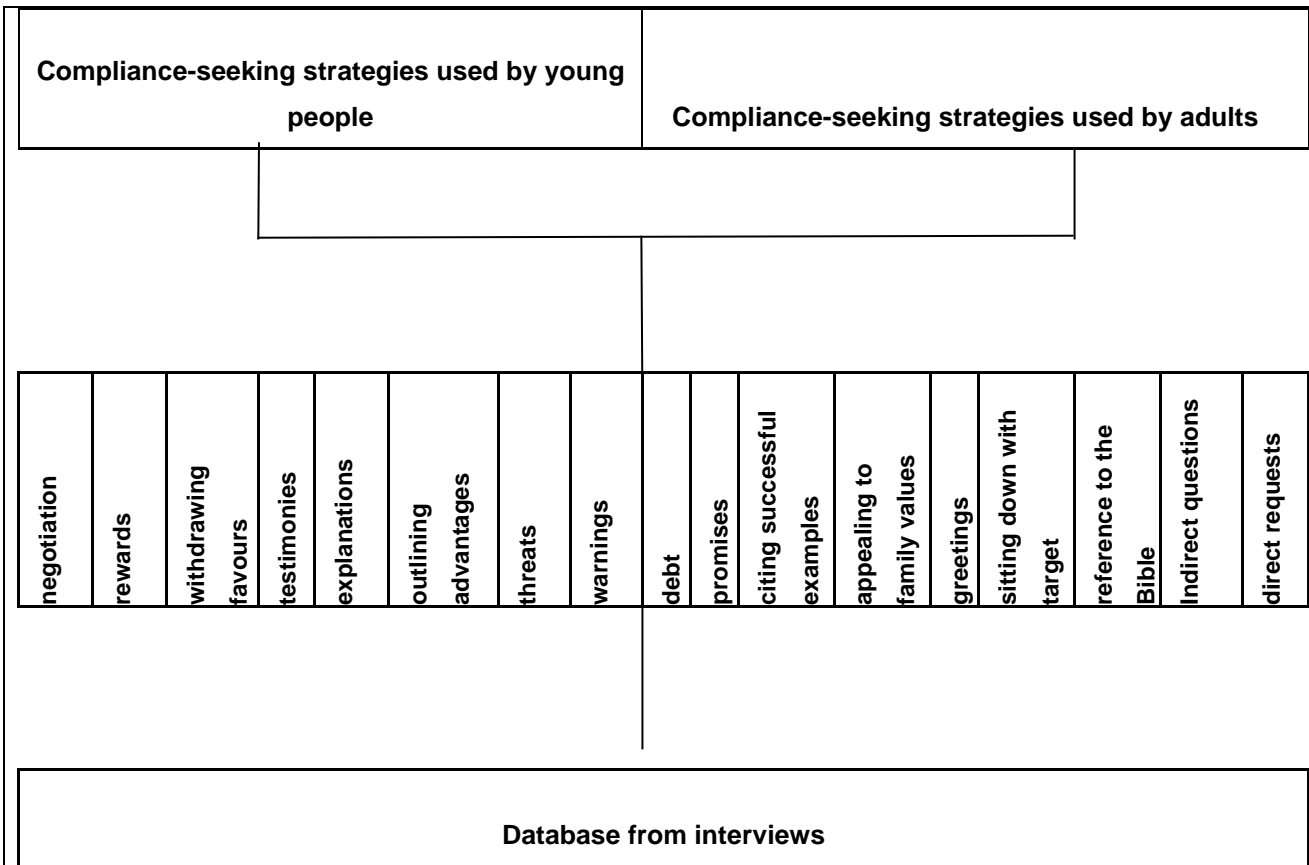 Compliance-seeking strategies used by young
people
Compliance-seeking strategies used by adults
negotiation
rewards
withdrawing
favours
testimonies
explanations
outlining
advantages
threats
warnings
debt
promises
citing successful
examples
appealing to
family values
greetings
sitting down with
target
reference to the
Bible
Indirect questions
direct requests
Database from interviews